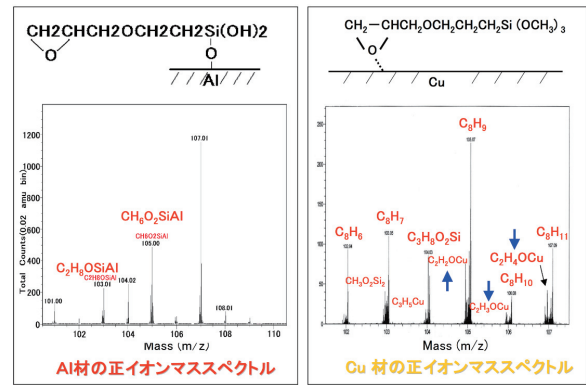 CH2CHCH2OCH2CH2Si(OH)2
O
O
Al
Total Counts(0.02 amu bin)
1200
1000
800
600
400
200
0
107.01
CH6O2SiAl
CH6O2SiAl
105.00
C2H8OSiAl
C2H8OSiAl
103.01
104.02
101.00
108.01
102
104
106
108
110
Mass (m/z)
Al材の正イオンマススペクトル
CH2-CHCH2OCH2CH2CH2Si (OCH3)3
O
Cu
C8H9
C8H6
C8H7
C3H8O2Si
C2H2OCu
C8H11
C2H4OCu
C8H10
CH3O2Si2
C3H5Cu
C2H3OCu
102
103
104
105
106
107
Mass (m/z)
Cu 材の正イオンマススペクトル